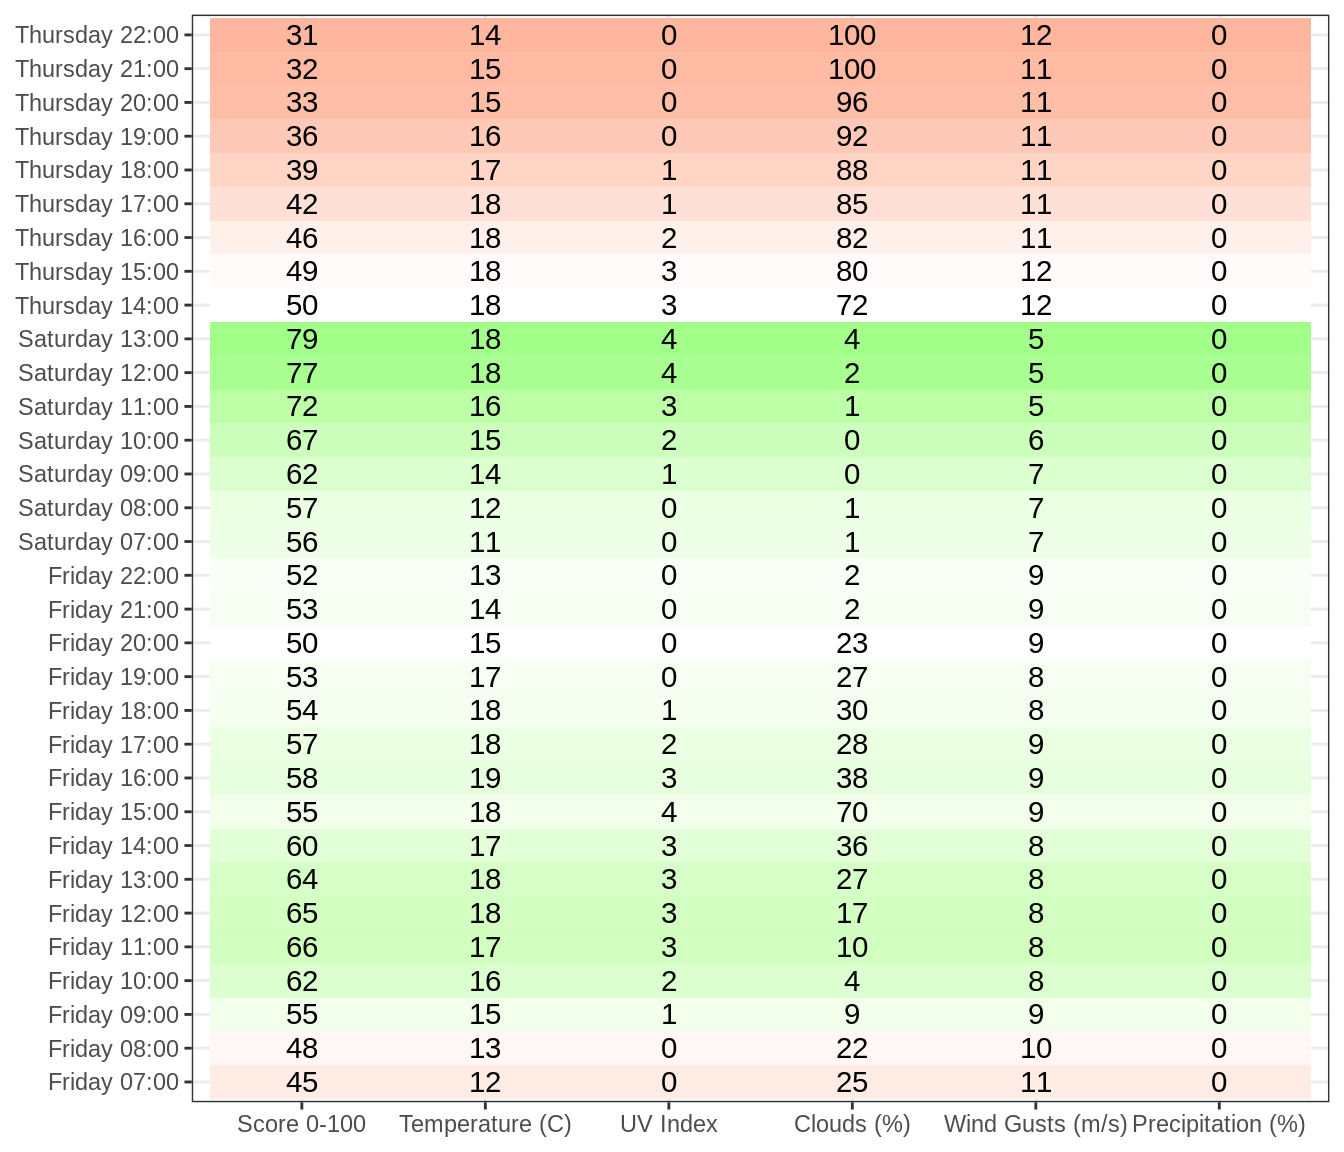 Thursday 22:00 31 14 0 100 12 0
Thursday 21:00 32 15 0 100 11 0
Thursday 20:00 33 15 0 96 11 0
Thursday 19:00 36 16 0 92 11 0
Thursday 18:00 39 17 1 88 11 0
Thursday 17:00 42 18 1 85 11 0
Thursday 16:00 46 18 2 82 11 0
Thursday 15:00 49 18 3 80 12 0
Thursday 14:00 50 18 3 72 12 0
Saturday 13:00 79 18 4 4 5 0
Saturday 12:00 77 18 4 2 5 0
Saturday 11:00 72 16 3 1 5 0
Saturday 10:00 67 15 2 0 6 0
Saturday 09:00 62 14 1 0 7 0
Saturday 08:00 57 12 0 1 7 0
Saturday 07:00 56 11 0 1 7 0
Friday 22:00 52 13 0 2 9 0
Friday 21:00 53 14 0 2 9 0
Friday 20:00 50 15 0 23 9 0
Friday 19:00 53 17 0 27 8 0
Friday 18:00 54 18 1 30 8 0
Friday 17:00 57 18 2 28 9 0
Friday 16:00 58 19 3 38 9 0
Friday 15:00 55 18 4 70 9 0
Friday 14:00 60 17 3 36 8 0
Friday 13:00 64 18 3 27 8 0
Friday 12:00 65 18 3 17 8 0
Friday 11:00 66 17 3 10 8 0
Friday 10:00 62 16 2 4 8 0
Friday 09:00 55 15 1 9 9 0
Friday 08:00 48 13 0 22 10 0
Friday 07:00 45 12 0 25 11 0
Score 0-100 Temperature (C) UV Index Clouds (%) Wind Gusts (m/s) Precipitation (%)